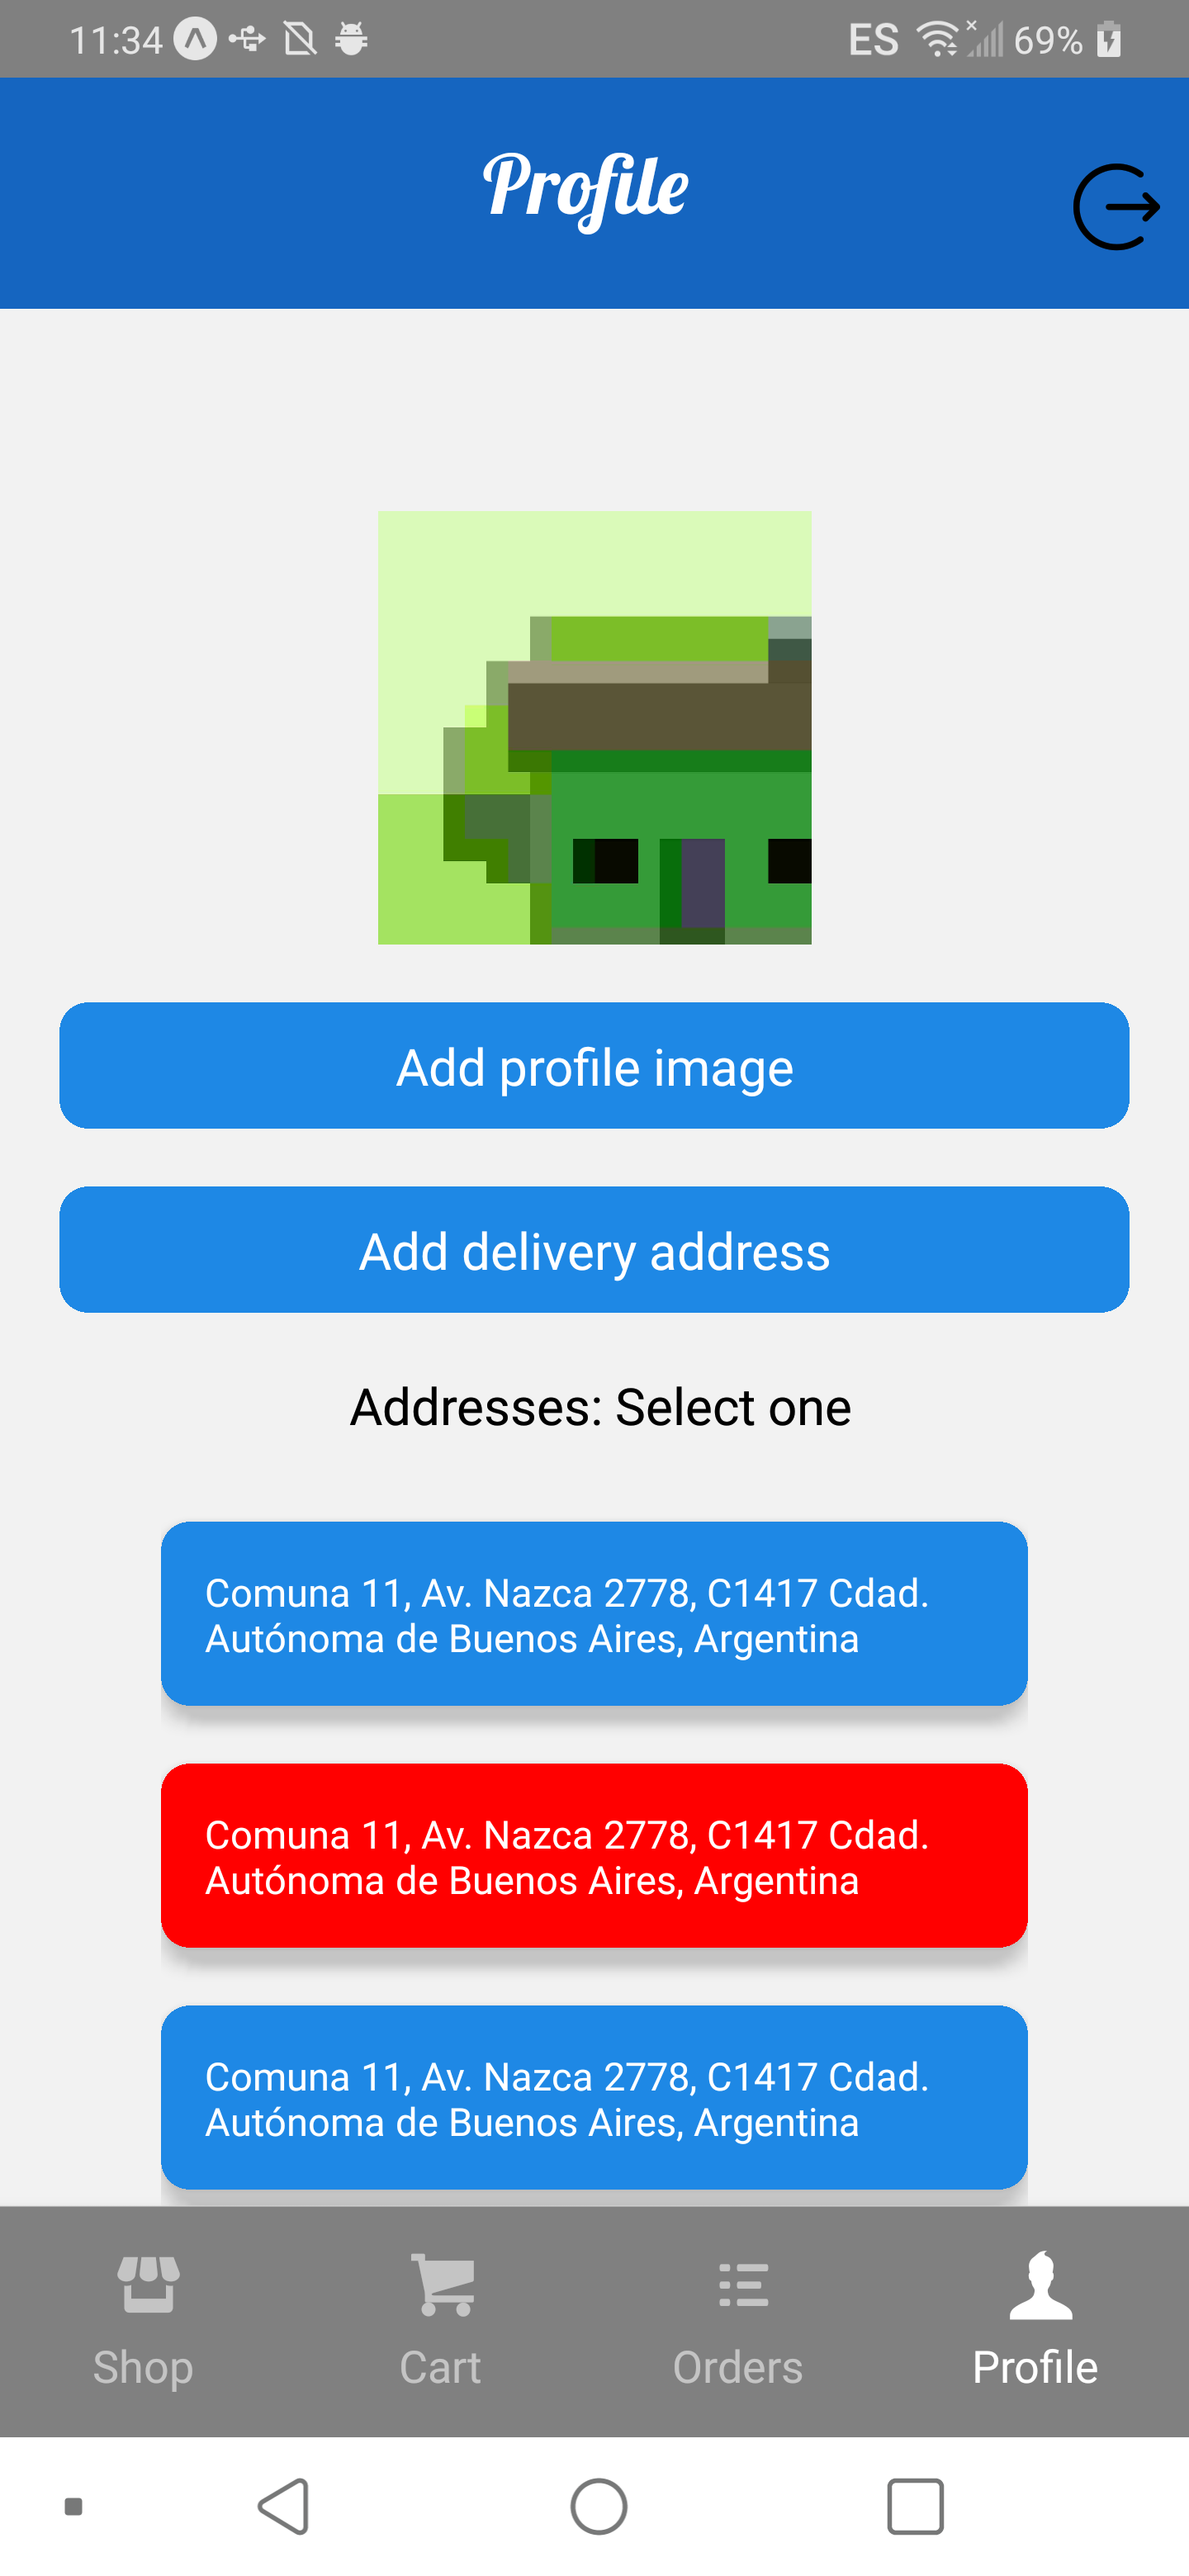 11:34 ES 69%
Profile
Add profile image
Add delivery address
Addresses: Select one
Comuna 11, Av. Nazca 2778, C1417 Cdad.
Autónoma de Buenos Aires, Argentina
Comuna 11, Av. Nazca 2778, C1417 Cdad.
Autónoma de Buenos Aires, Argentina
Comuna 11, Av. Nazca 2778, C1417 Cdad.
Autónoma de Buenos Aires, Argentina
Shop Cart Orders Profile